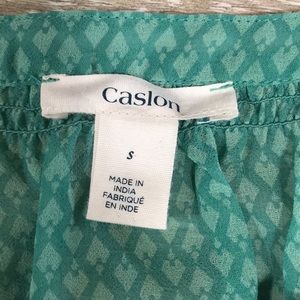 Caslon
S
MADE IN
INDIA
FABRIQUÉ
EN INDE